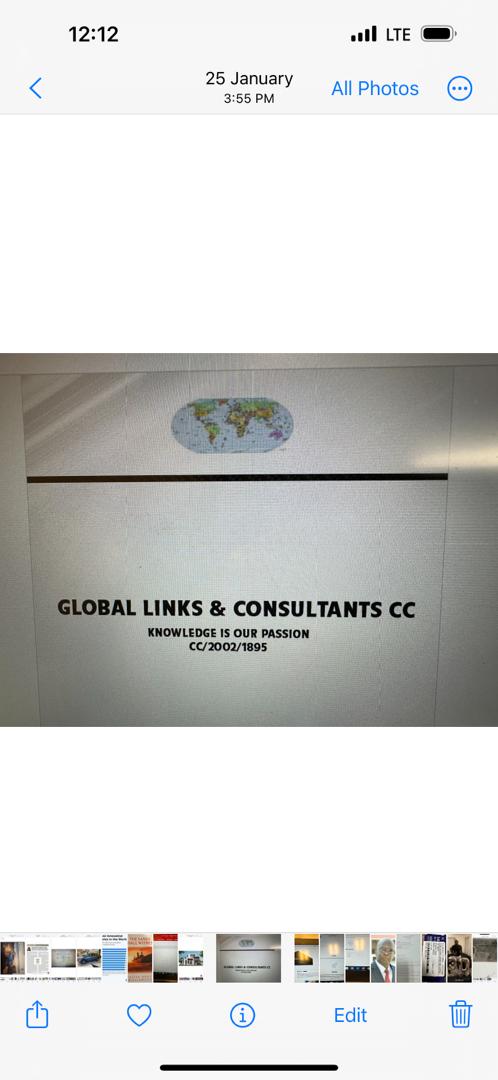 12:12
LTE
25 January
3:55 PM
All Photos
GLOBAL LINKS & CONSULTANTS CC
KNOWLEDGE IS OUR PASSION
CC/2002/1895
Edit